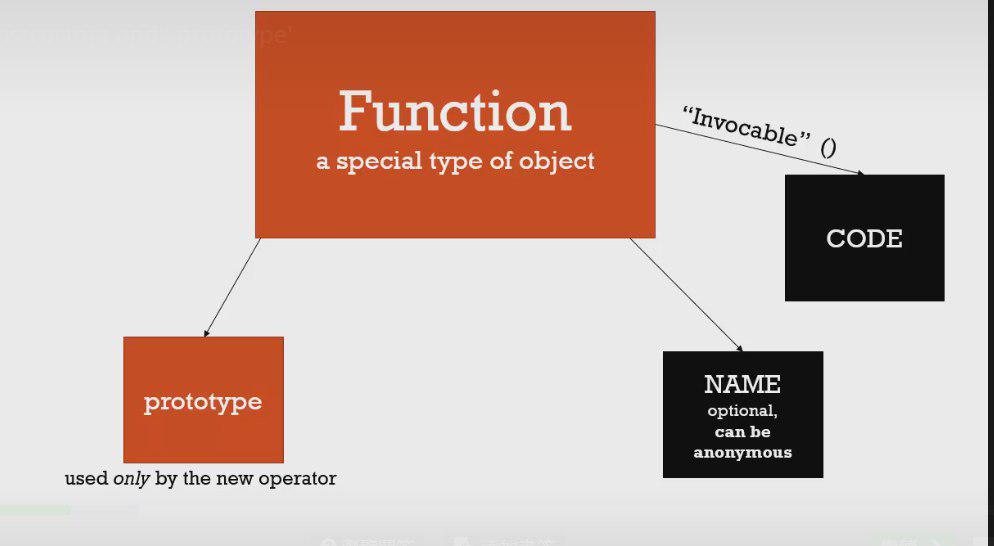 Function
a special type of object
"Invocable" ()
CODE
prototype
used only by the new operator
NAME
optional,
can be
anonymous